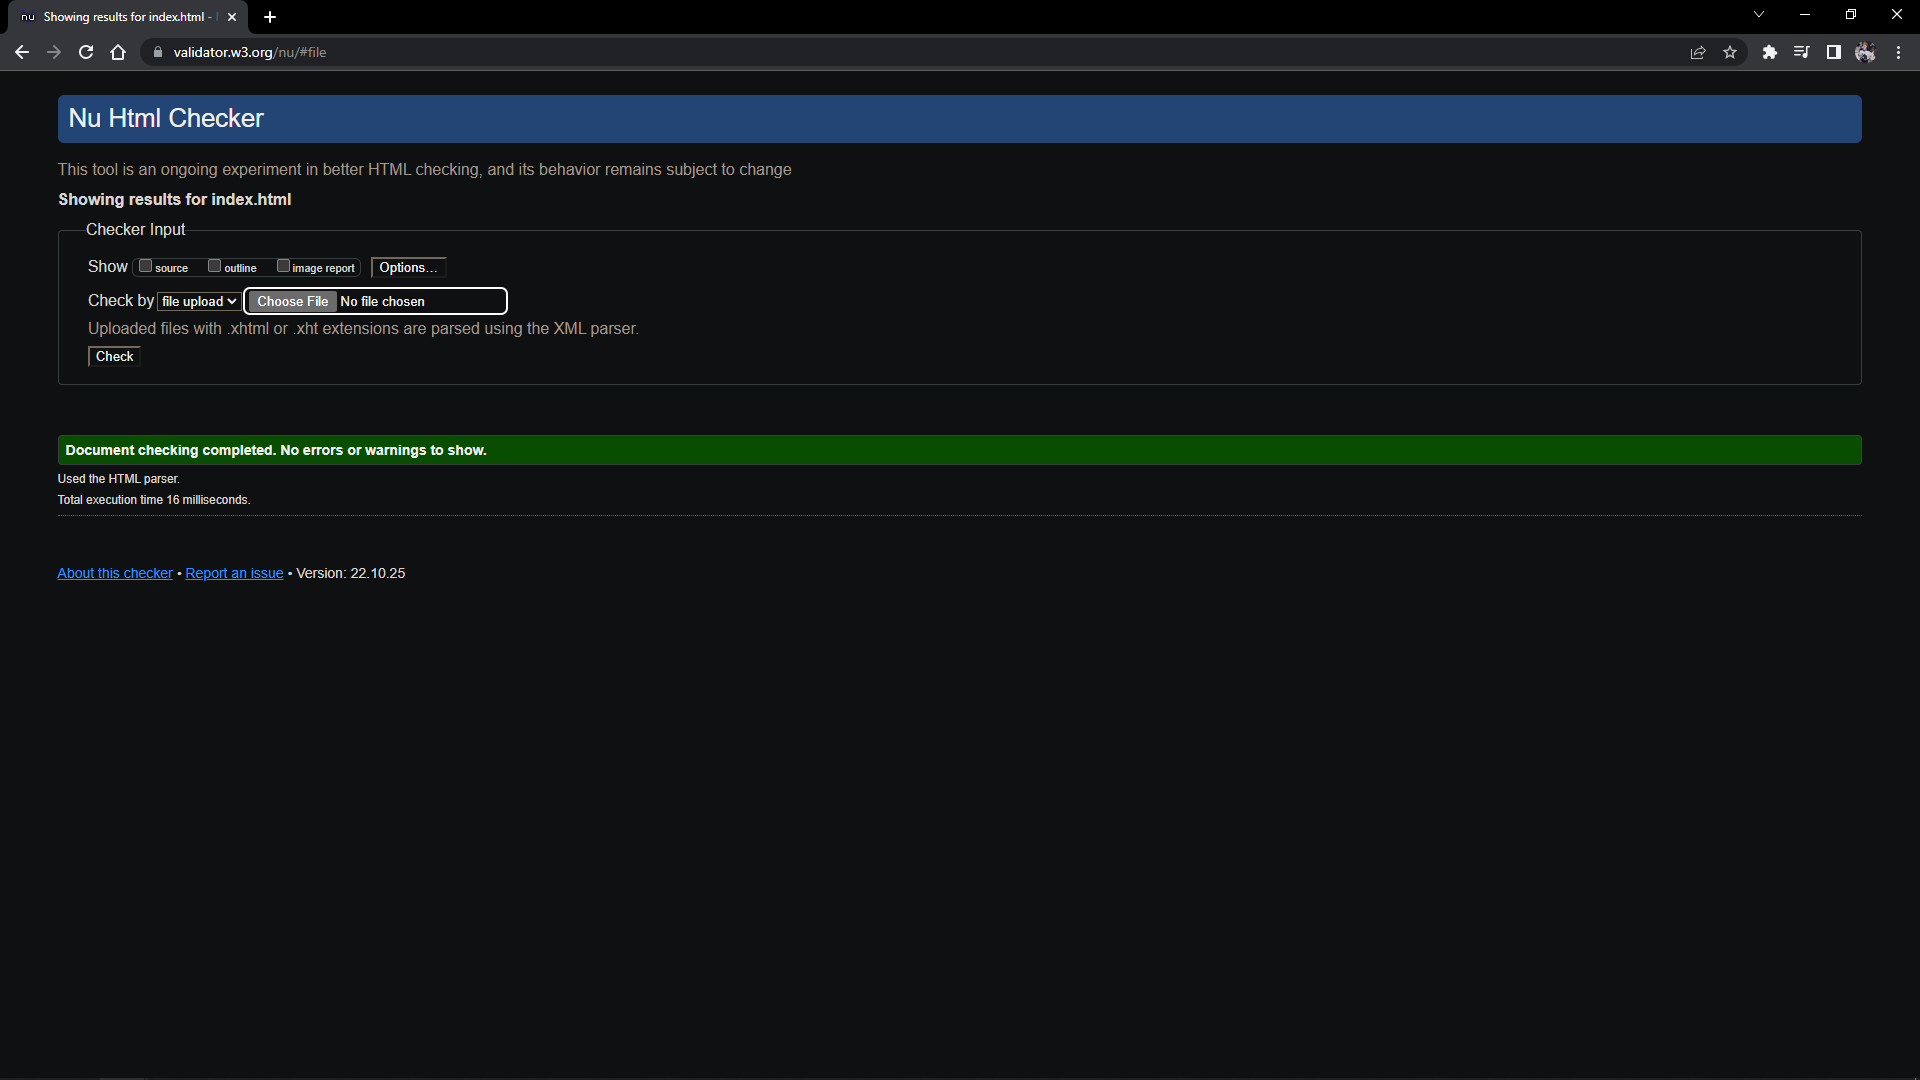 nu Showing results for index.html -
validator.w3.org/nu/#file
Nu Html Checker
This tool is an ongoing experiment in better HTML checking, and its behavior remains subject to change
Showing results for index.html
Checker Input
Show source outline image report Options...
Check by file upload Choose File No file chosen
Uploaded files with .xhtml or .xht extensions are parsed using the XML parser.
Check
Document checking completed. No errors or warnings to show.
Used the HTML parser.
Total execution time 16 milliseconds.
About this checker • Report an issue • Version: 22.10.25